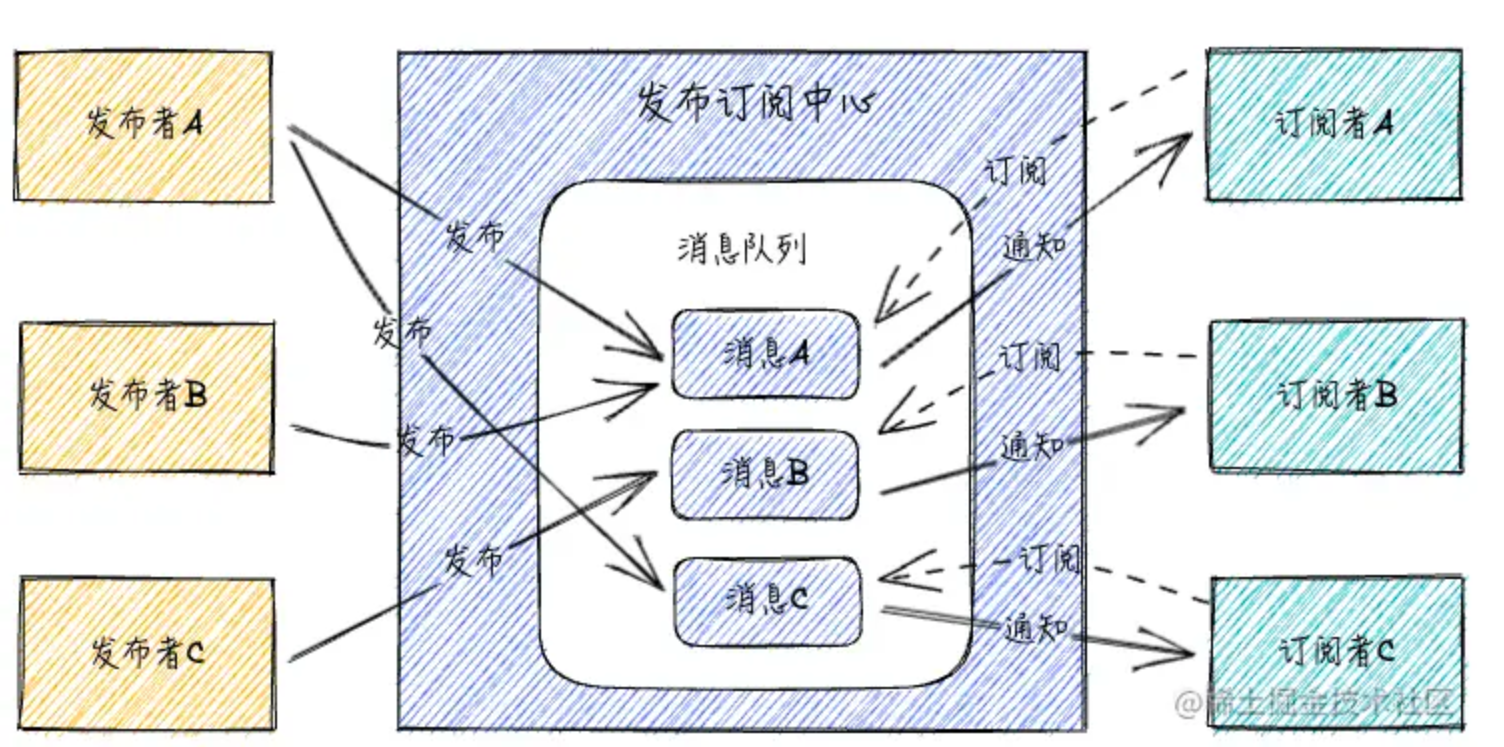 发布订阅中心
发布者A
订阅者A
订阅
发布
通知
消息队列
发布
消息A
订阅
发布者B
订阅者B
发布
通知
消息B
发布
订阅
消息C
通知
发布者C
订阅者C
@稀土掘金技术社区